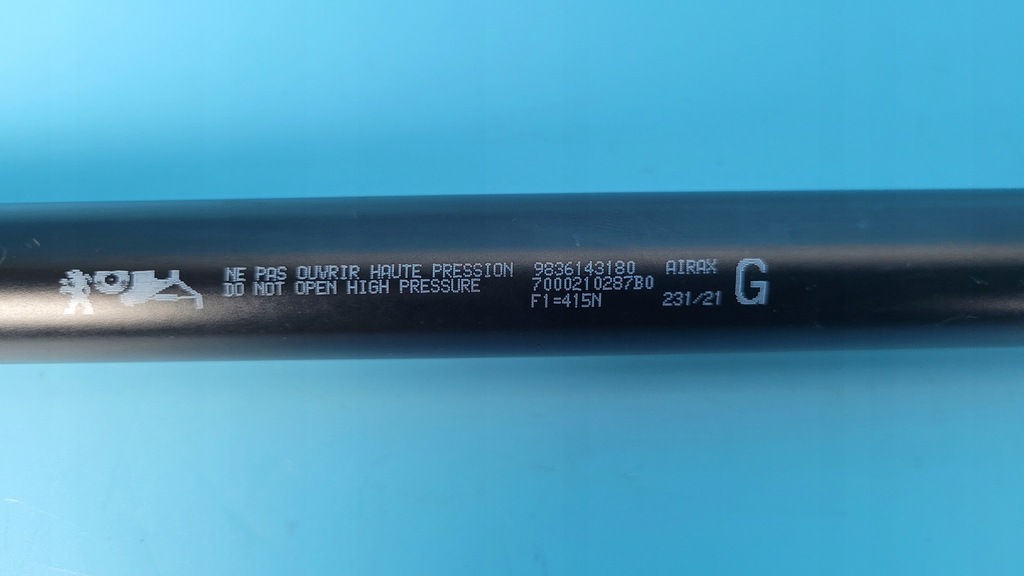 NE PAS OUVRIR HAUTE PRESSION 9836143180 AIRAX G
DO NOT OPEN HIGH PRESSURE 7000210287B0
F1=415N 231/21